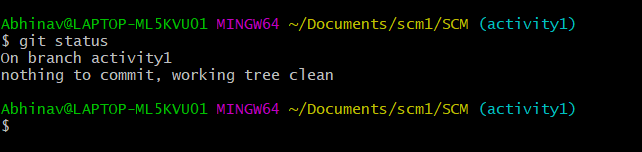 Abhinav@LAPTOP-ML5KVU01 MINGW64 ~/Documents/scm1/SCM (activity1)
$ git status
On branch activity1
nothing to commit, working tree clean
Abhinav@LAPTOP-ML5KVU01 MINGW64 ~/Documents/scm1/SCM (activity1)
$